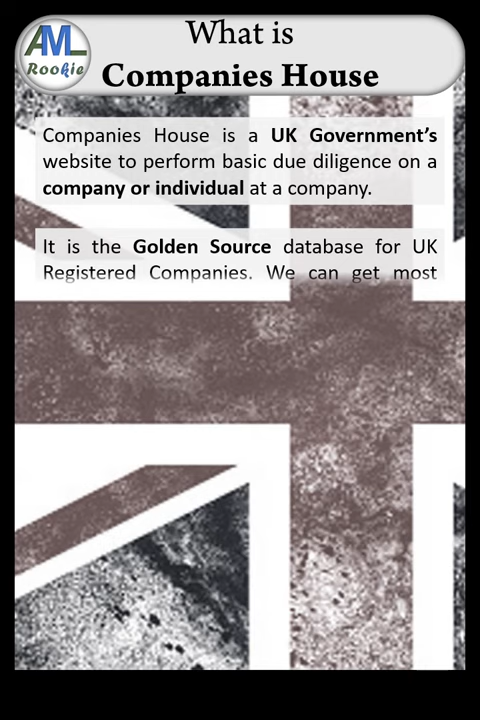 AML
Rookie
What is
Companies House
Companies House is a UK Government’s
website to perform basic due diligence on a
company or individual at a company.
It is the Golden Source database for UK
Registered Companies. We can get most